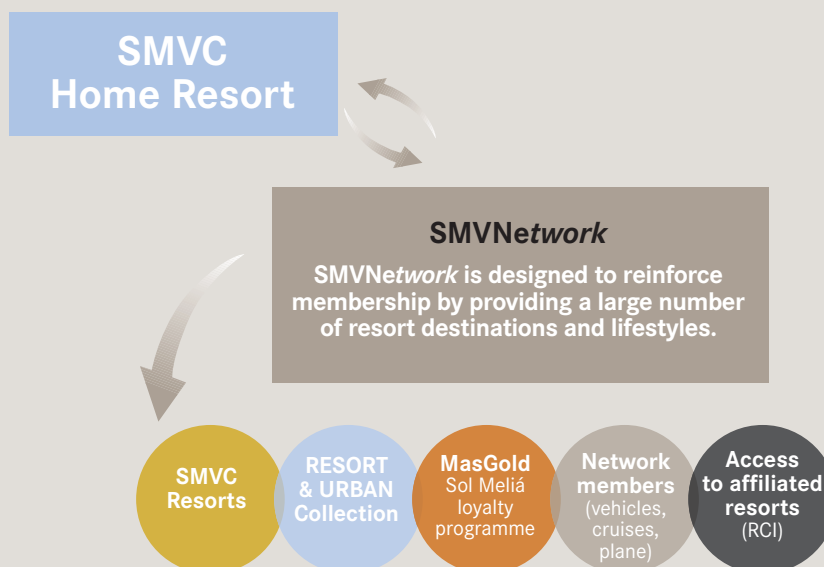 SMVC
Home Resort
SMVNetwork
SMVNetwork is designed to reinforce
membership by providing a large number
of resort destinations and lifestyles.
SMVC
Resorts
RESORT
& URBAN
Collection
MasGold
Sol Meliá
loyalty
programme
Network
members
(vehicles,
cruises,
plane)
Access
to affiliated
resorts
(RCI)